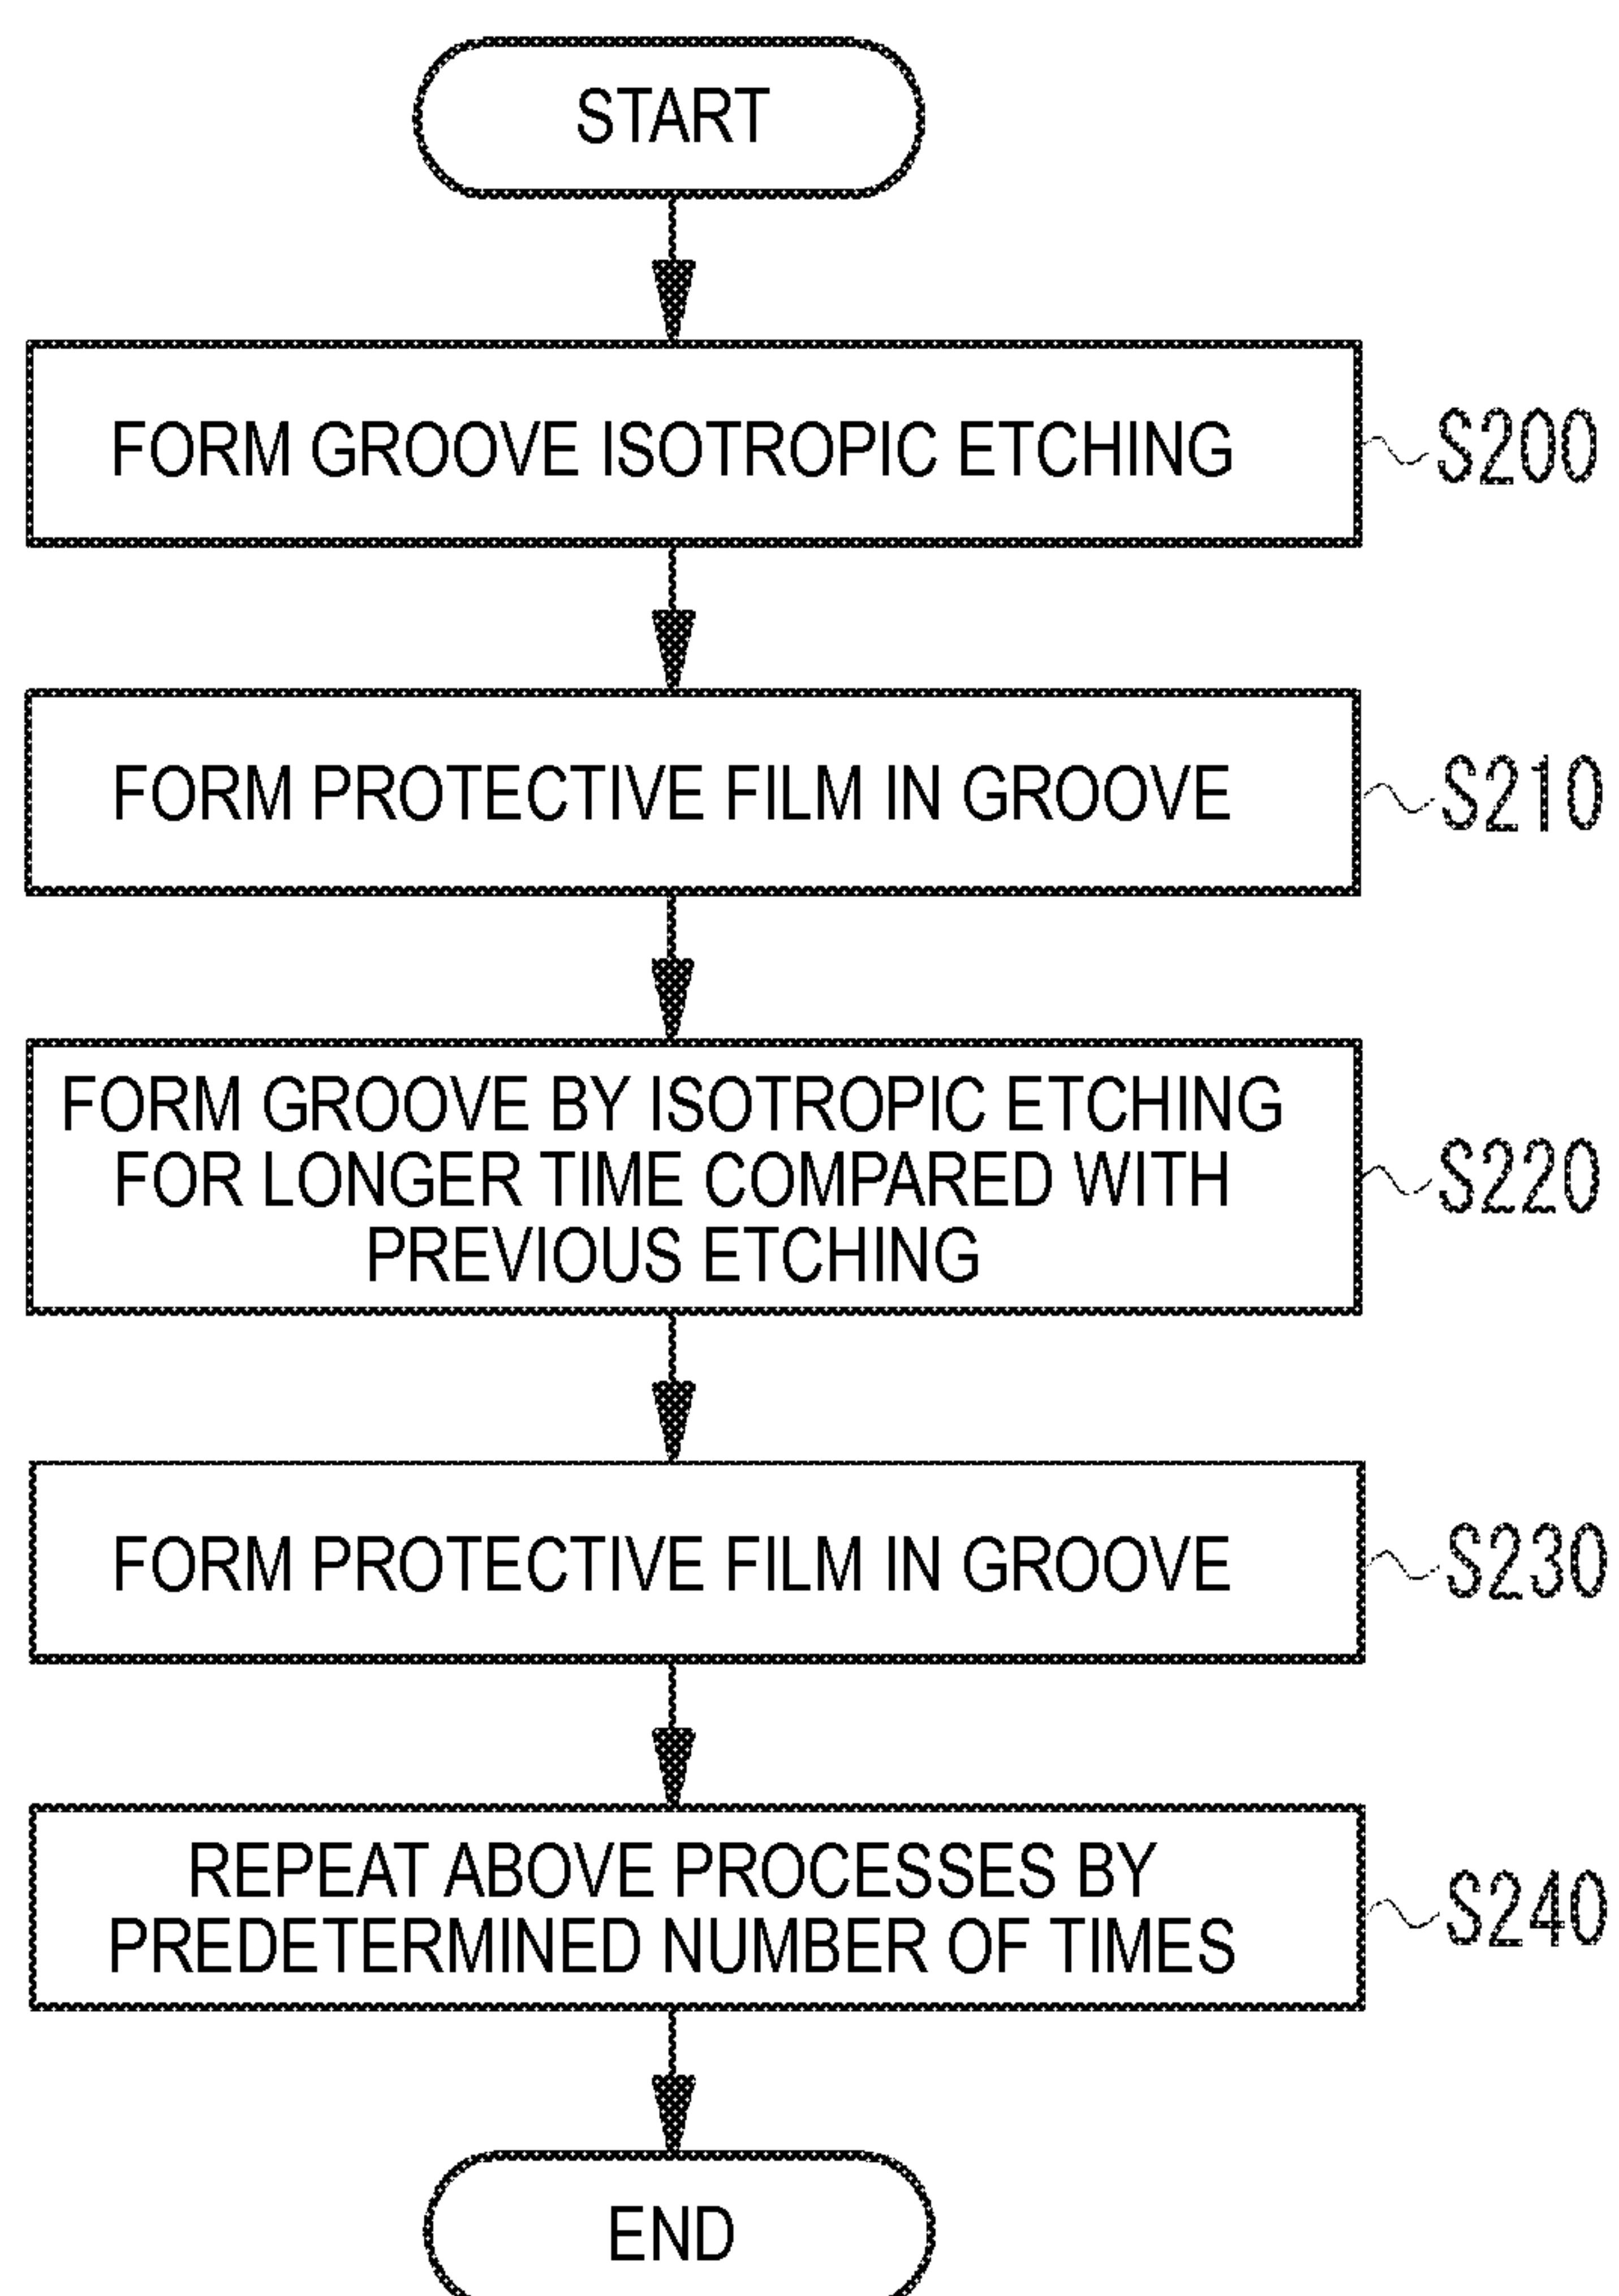 START
FORM GROOVE ISOTROPIC ETCHING
S200
FORM PROTECTIVE FILM IN GROOVE
S210
FORM GROOVE BY ISOTROPIC ETCHING
FOR LONGER TIME COMPARED WITH
PREVIOUS ETCHING
S220
FORM PROTECTIVE FILM IN GROOVE
S230
REPEAT ABOVE PROCESSES BY
PREDETERMINED NUMBER OF TIMES
S240
END